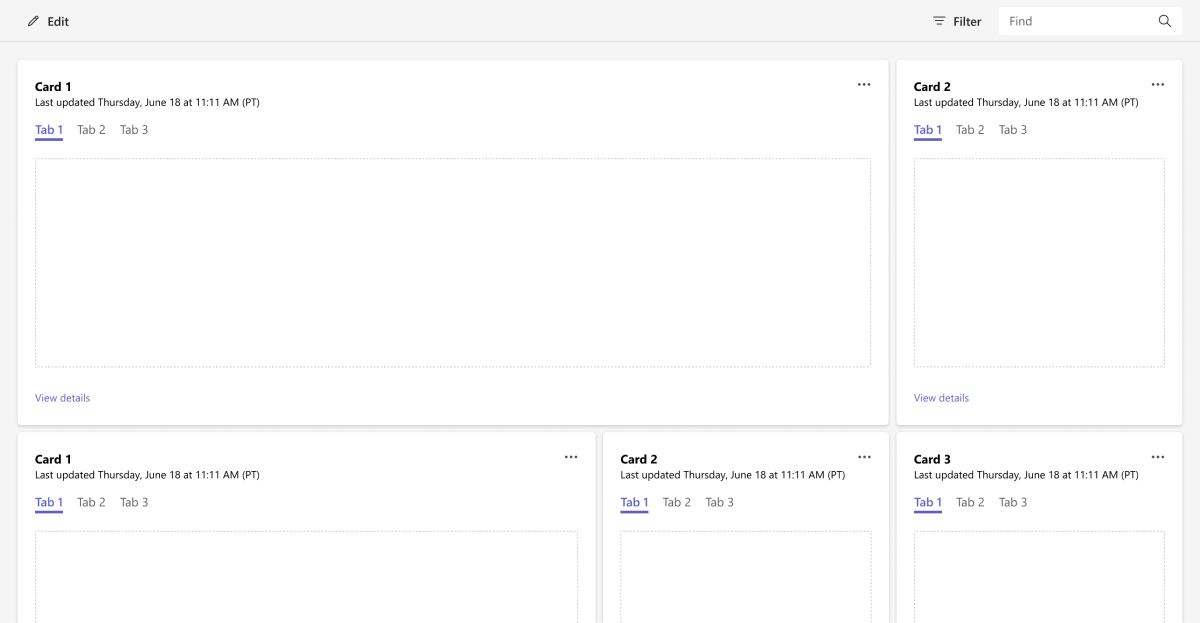 Edit
Filter
Find
Card 1
Last updated Thursday, June 18 at 11:11 AM (PT)
Tab 1 Tab 2 Tab 3
View details
Card 2
Last updated Thursday, June 18 at 11:11 AM (PT)
Tab 1 Tab 2 Tab 3
View details
Card 1
Last updated Thursday, June 18 at 11:11 AM (PT)
Tab 1 Tab 2 Tab 3
Card 2
Last updated Thursday, June 18 at 11:11 AM (PT)
Tab 1 Tab 2 Tab 3
Card 3
Last updated Thursday, June 18 at 11:11 AM (PT)
Tab 1 Tab 2 Tab 3